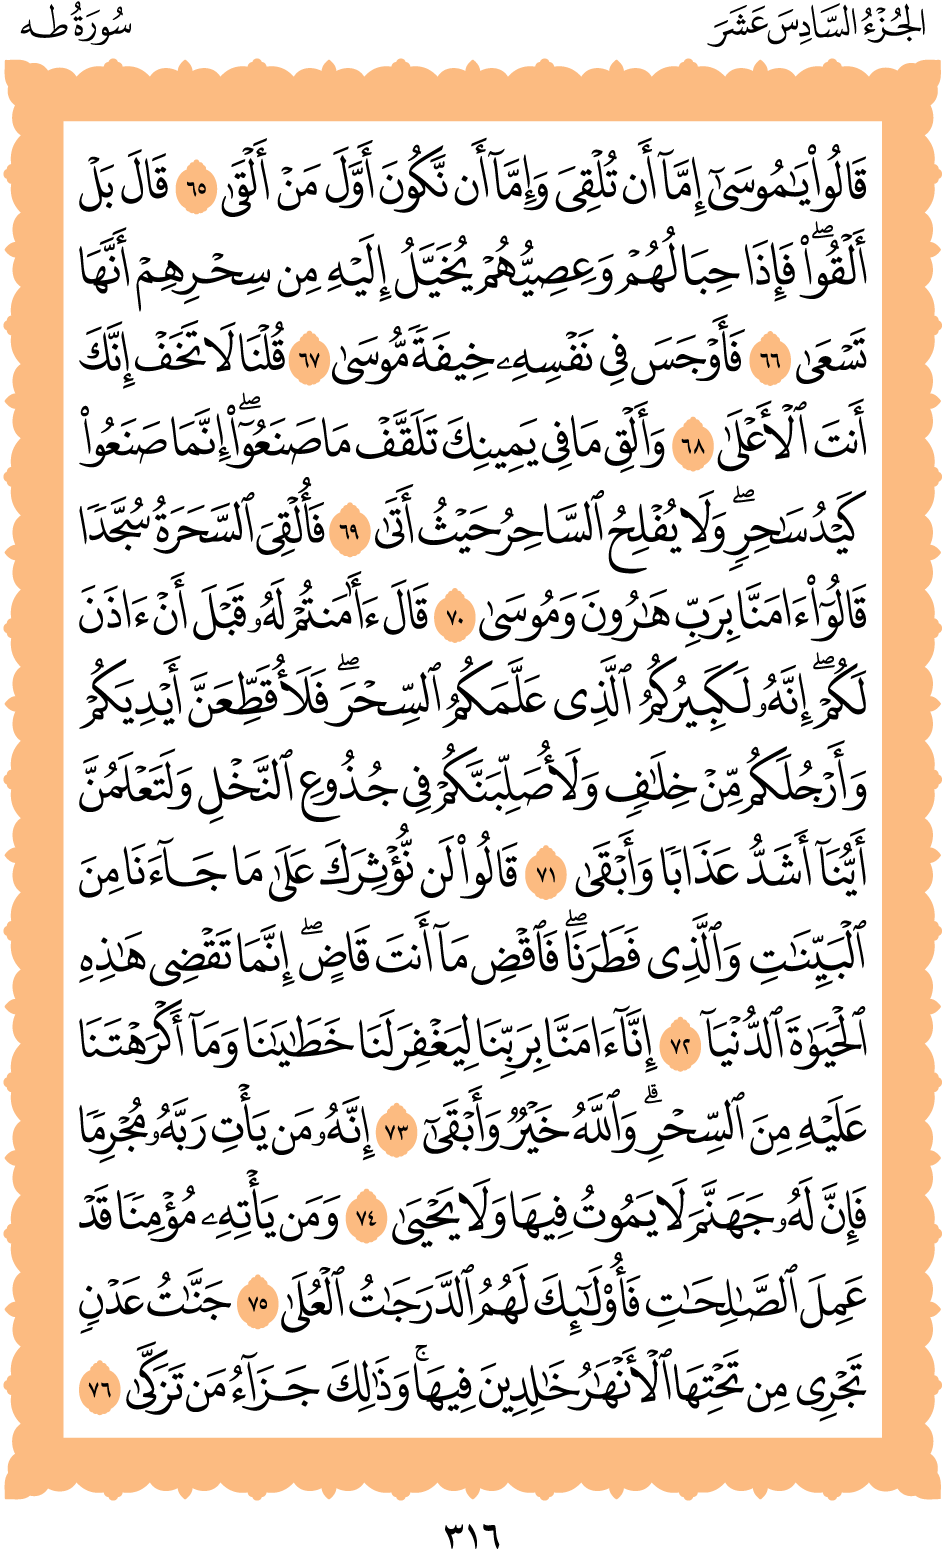 الجُزْءُ السَّادِسَ عَشَرَ
سُورَةُ طه
قَالُواْ يَٰمُوسَىٰٓ إِمَّآ أَن تُلْقِىَ وَإِمَّآ أَن نَّكُونَ أَوَّلَ مَنْ أَلْقَىٰ ٦٥ قَالَ بَلْ
أَلْقُواْۖ فَإِذَا حِبَالُهُمْ وَعِصِيُّهُمْ يُخَيَّلُ إِلَيْهِ مِن سِحْرِهِمْ أَنَّهَا
تَسْعَىٰ ٦٦ فَأَوْجَسَ فِى نَفْسِهِۦ خِيفَةً مُّوسَىٰ ٦٧ قُلْنَا لَا تَخَفْ إِنَّكَ
أَنتَ ٱلْأَعْلَىٰ ٦٨ وَأَلْقِ مَا فِى يَمِينِكَ تَلَقَّفْ مَا صَنَعُوٓاْۖ إِنَّمَا صَنَعُواْ
كَيْدُ سَٰحِرٍۖ وَلَا يُفْلِحُ ٱلسَّاحِرُ حَيْثُ أَتَىٰ ٦٩ فَأُلْقِىَ ٱلسَّحَرَةُ سُجَّدًا
قَالُوٓاْ ءَامَنَّا بِرَبِّ هَٰرُونَ وَمُوسَىٰ ٧٠ قَالَ ءَأَٰمَنتُمْ لَهُۥ قَبْلَ أَنْ ءَاذَنَ
لَكُمْۖ إِنَّهُۥ لَكَبِيرُكُمُ ٱلَّذِى عَلَّمَكُمُ ٱلسِّحْرَۖ فَلَأُقَطِّعَنَّ أَيْدِيَكُمْ
وَأَرْجُلَكُم مِّنْ خِلَٰفٍ وَلَأُصَلِّبَنَّكُمْ فِى جُذُوعِ ٱلنَّخْلِ وَلَتَعْلَمُنَّ
أَيُّنَآ أَشَدُّ عَذَابًا وَأَبْقَىٰ ٧١ قَالُواْ لَن نُّؤْثِرَكَ عَلَىٰ مَا جَآءَنَا مِنَ
ٱلْبَيِّنَٰتِ وَٱلَّذِى فَطَرَنَاۖ فَٱقْضِ مَآ أَنتَ قَاضٍۖ إِنَّمَا تَقْضِى هَٰذِهِ
ٱلْحَيَوٰةَ ٱلدُّنْيَآ ٧٢ إِنَّآ ءَامَنَّا بِرَبِّنَا لِيَغْفِرَ لَنَا خَطَٰيَٰنَا وَمَآ أَكْرَهْتَنَا
عَلَيْهِ مِنَ ٱلسِّحْرِۗ وَٱللَّهُ خَيْرٌ وَأَبْقَىٰٓ ٧٣ إِنَّهُۥ مَن يَأْتِ رَبَّهُۥ مُجْرِمًا
فَإِنَّ لَهُۥ جَهَنَّمَ لَا يَمُوتُ فِيهَا وَلَا يَحْيَىٰ ٧٤ وَمَن يَأْتِهِۦ مُؤْمِنًا قَدْ
عَمِلَ ٱلصَّٰلِحَٰتِ فَأُوْلَٰٓئِكَ لَهُمُ ٱلدَّرَجَٰتُ ٱلْعُلَىٰ ٧٥ جَنَّٰتُ عَدْنٍ
تَجْرِى مِن تَحْتِهَا ٱلْأَنْهَٰرُ خَٰلِدِينَ فِيهَاۚ وَذَٰلِكَ جَزَآءُ مَن تَزَكَّىٰ ٧٦
٣١٦